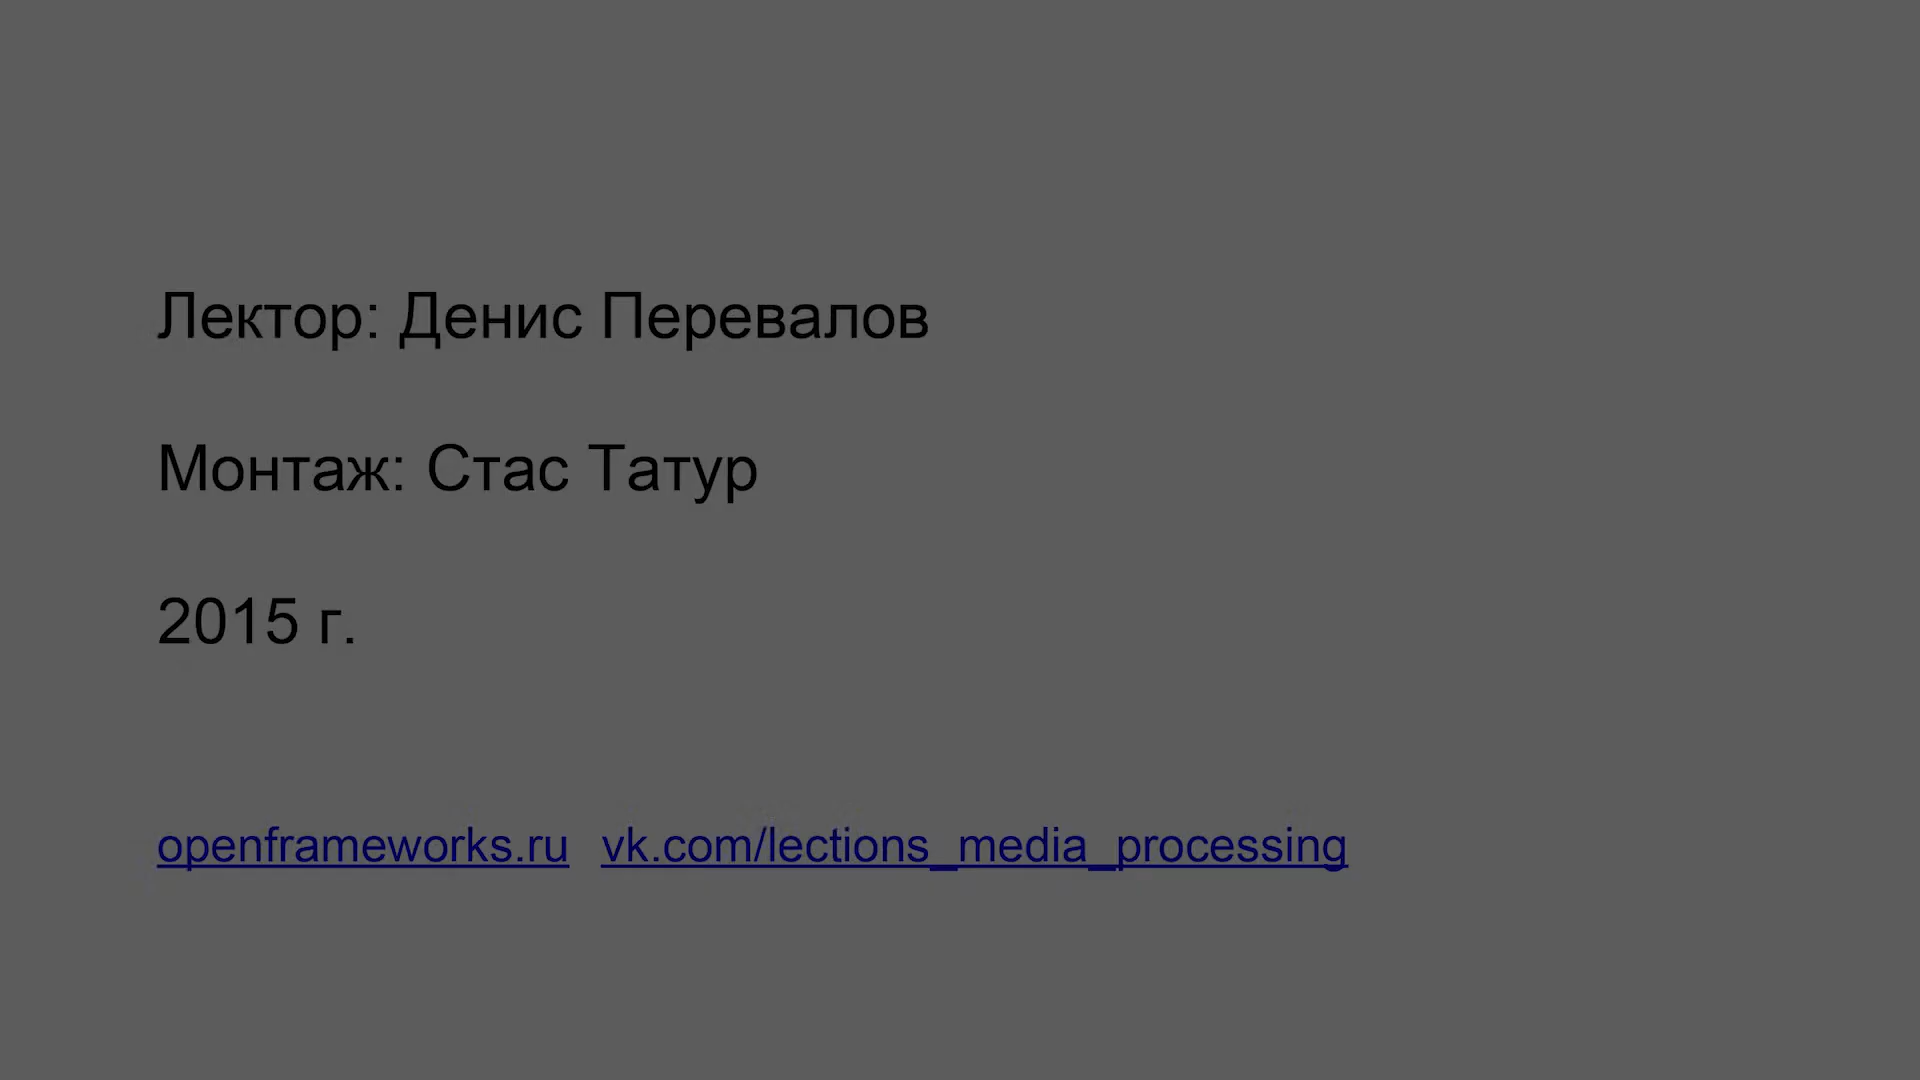 Лектор: Денис Перевалов
Монтаж: Стас Татур
2015 г.
openframeworks.ru vk.com/lections_media_processing